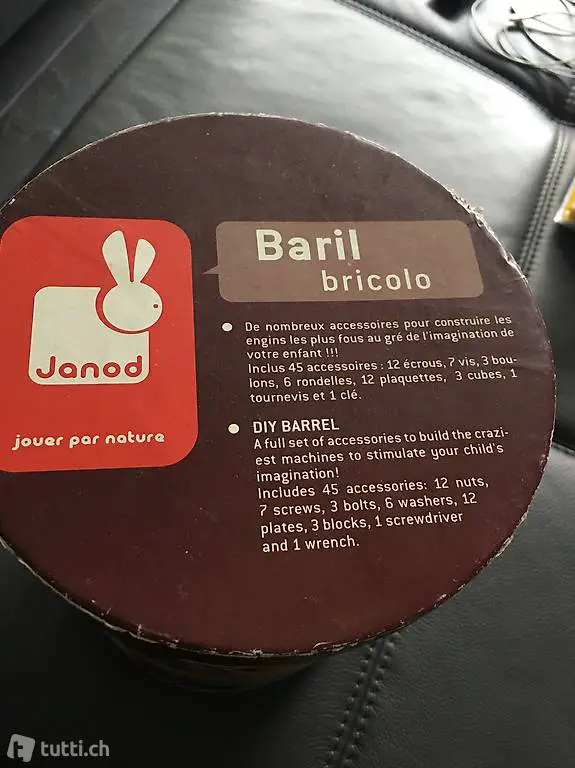 Janod
jouer par nature
Baril
bricolo
De nombreux accessoires pour construire les
engins les plus fous au gré de l'imagination de
votre enfant !!!
Inclus 45 accessoires : 12 écrous, 7 vis, 3 bou-
lons, 6 rondelles, 12 plaquettes, 3 cubes, 1
tournevis et 1 clé.
DIY BARREL
A full set of accessories to build the crazi-
est machines to stimulate your child's
imagination!
Includes 45 accessories: 12 nuts,
7 screws, 3 bolts, 6 washers, 12
plates, 3 blocks, 1 screwdriver
and 1 wrench.
tutti.ch